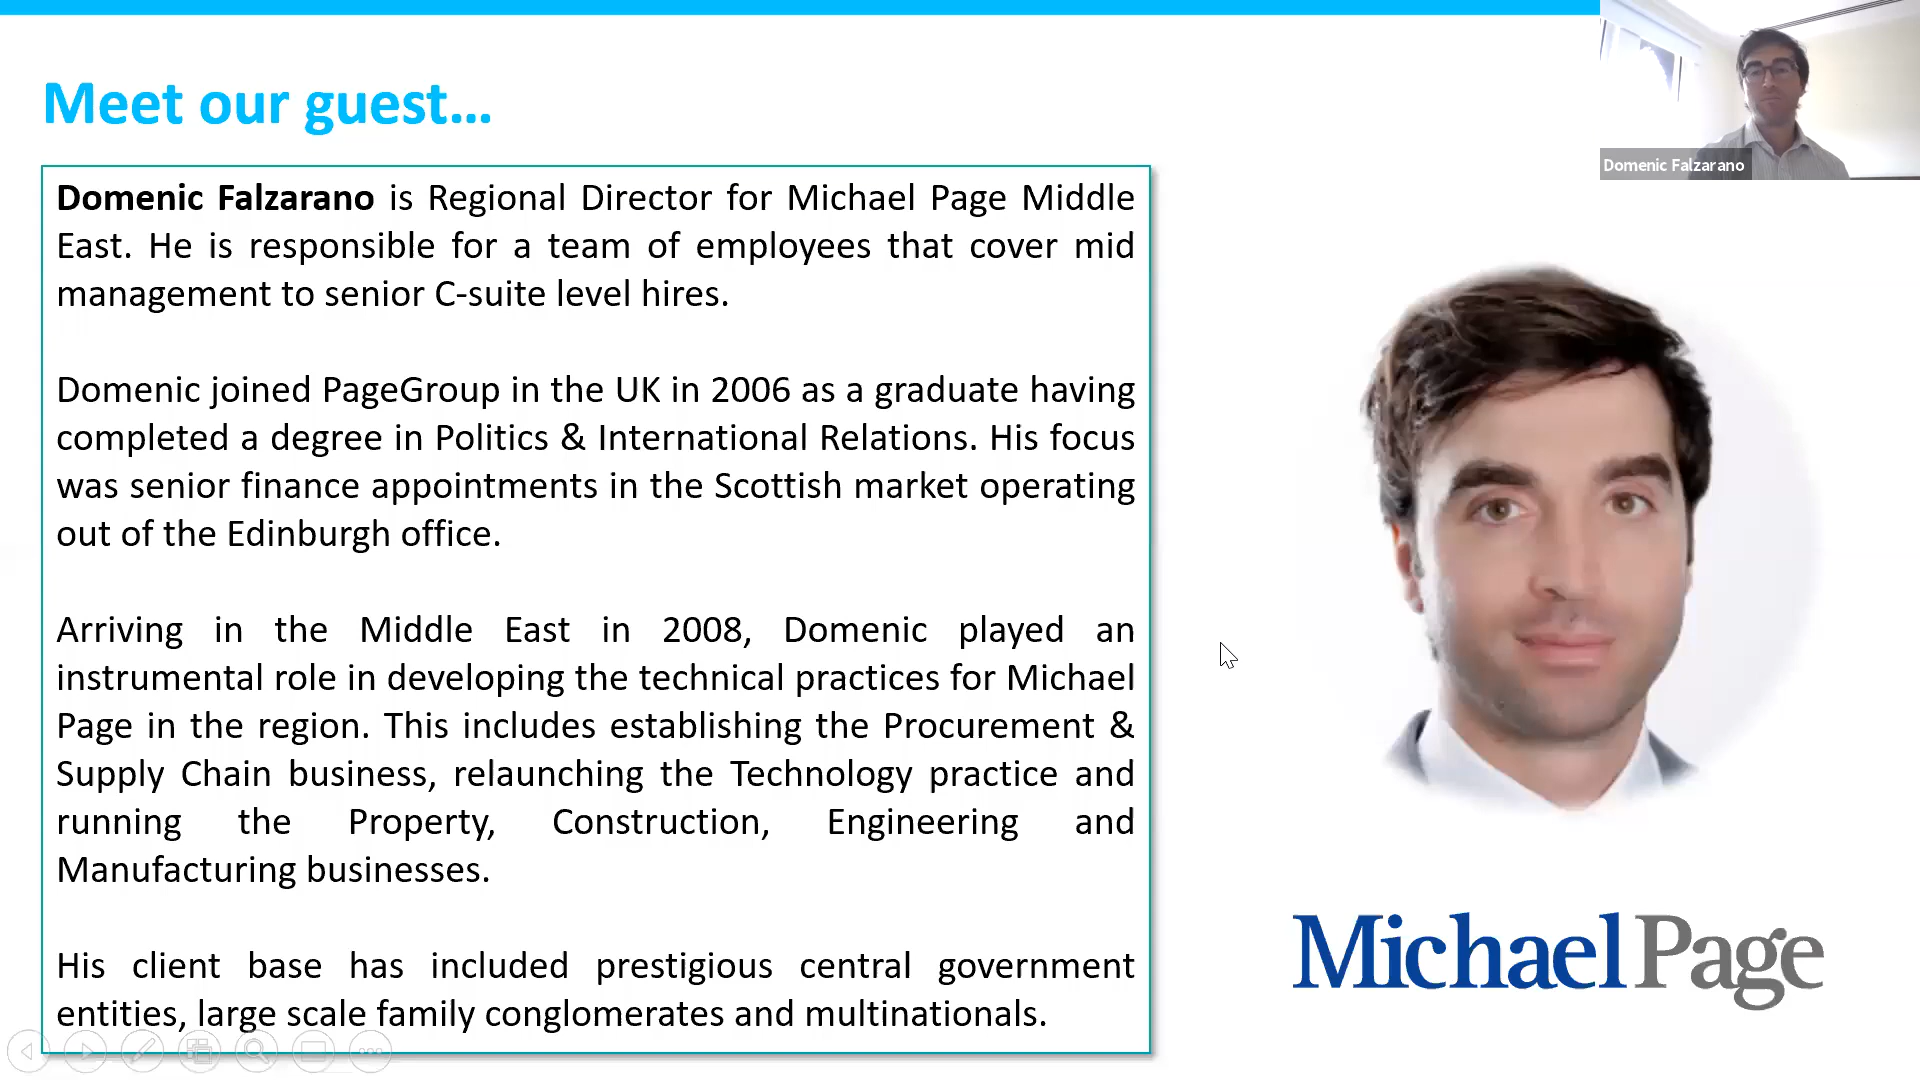 Meet our guest...
Domenic Falzarano
Domenic Falzarano is Regional Director for Michael Page Middle
East. He is responsible for a team of employees that cover mid
management to senior C-suite level hires.
Domenic joined PageGroup in the UK in 2006 as a graduate having
completed a degree in Politics & International Relations. His focus
was senior finance appointments in the Scottish market operating
out of the Edinburgh office.
Arriving in the Middle East in 2008, Domenic played an
instrumental role in developing the technical practices for Michael
Page in the region. This includes establishing the Procurement &
Supply Chain business, relaunching the Technology practice and
running the Property, Construction, Engineering and
Manufacturing businesses.
His client base has included prestigious central government
entities, large scale family conglomerates and multinationals.
MichaelPage